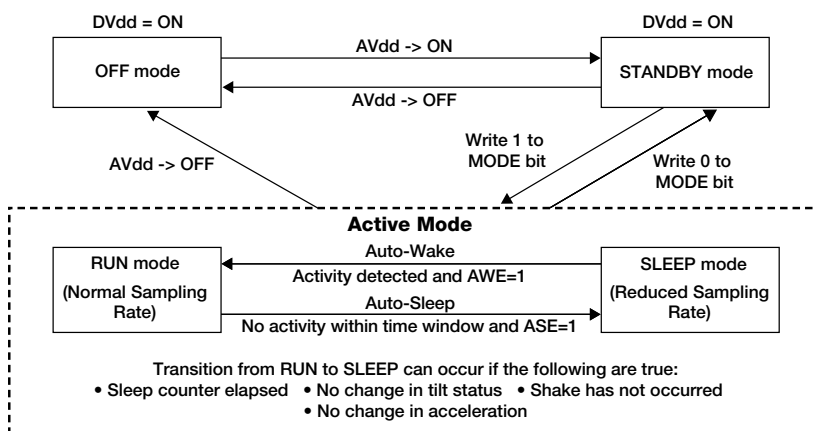 DVdd = ON
DVdd = ON
OFF mode
AVdd -> ON
STANDBY mode
AVdd -> OFF
AVdd -> OFF
Write 1 to
MODE bit
Write 0 to
MODE bit
Active Mode
RUN mode
(Normal Sampling
Rate)
Auto-Wake
Activity detected and AWE=1
Auto-Sleep
No activity within time window and ASE=1
SLEEP mode
(Reduced Sampling
Rate)
Transition from RUN to SLEEP can occur if the following are true:
• Sleep counter elapsed • No change in tilt status • Shake has not occurred
• No change in acceleration